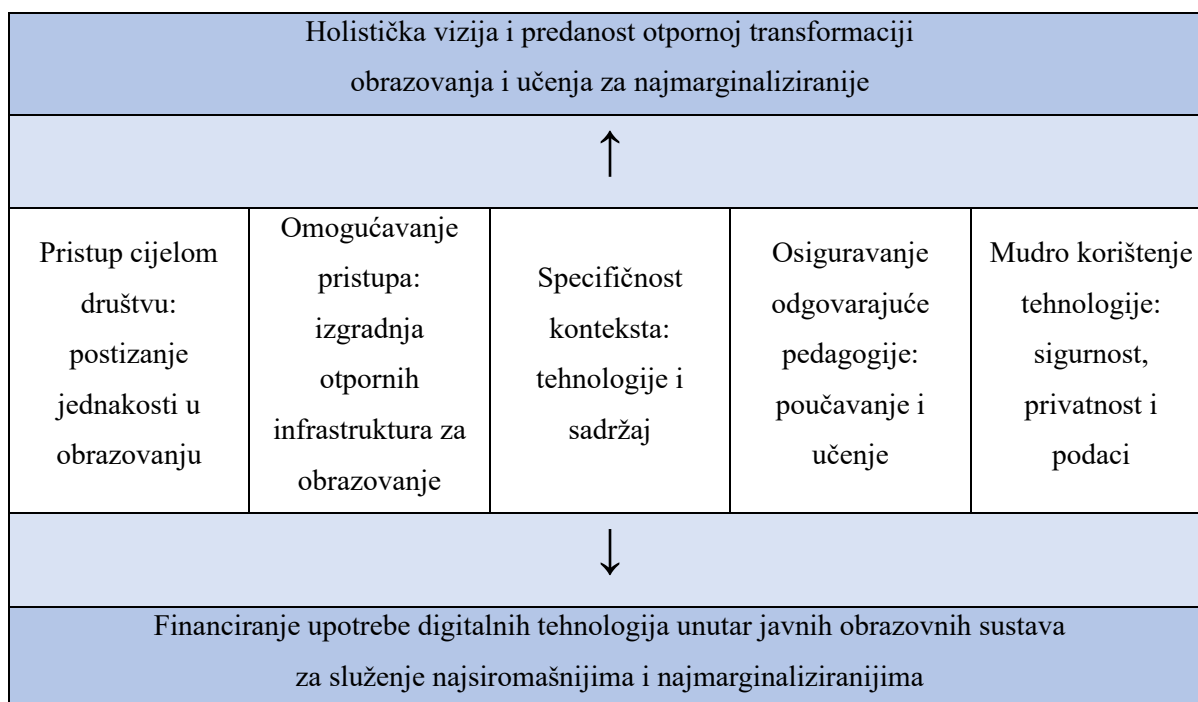 Holistička vizija i predanost otpornoj transformaciji
obrazovanja i učenja za najmarginaliziranije
↑
Pristup cijelom
društvu:
postizanje
jednakosti u
obrazovanju
Omogućavanje
pristupa:
izgradnja
otpornih
infrastruktura za
obrazovanje
Specifičnost
konteksta:
tehnologije i
sadržaj
Osiguravanje
odgovarajuće
pedagogije:
poučavanje i
učenje
Mudro korištenje
tehnologije:
sigurnost,
privatnost i
podaci
↓
Financiranje upotrebe digitalnih tehnologija unutar javnih obrazovnih sustava
za služenje najsiromašnijima i najmarginaliziranijima